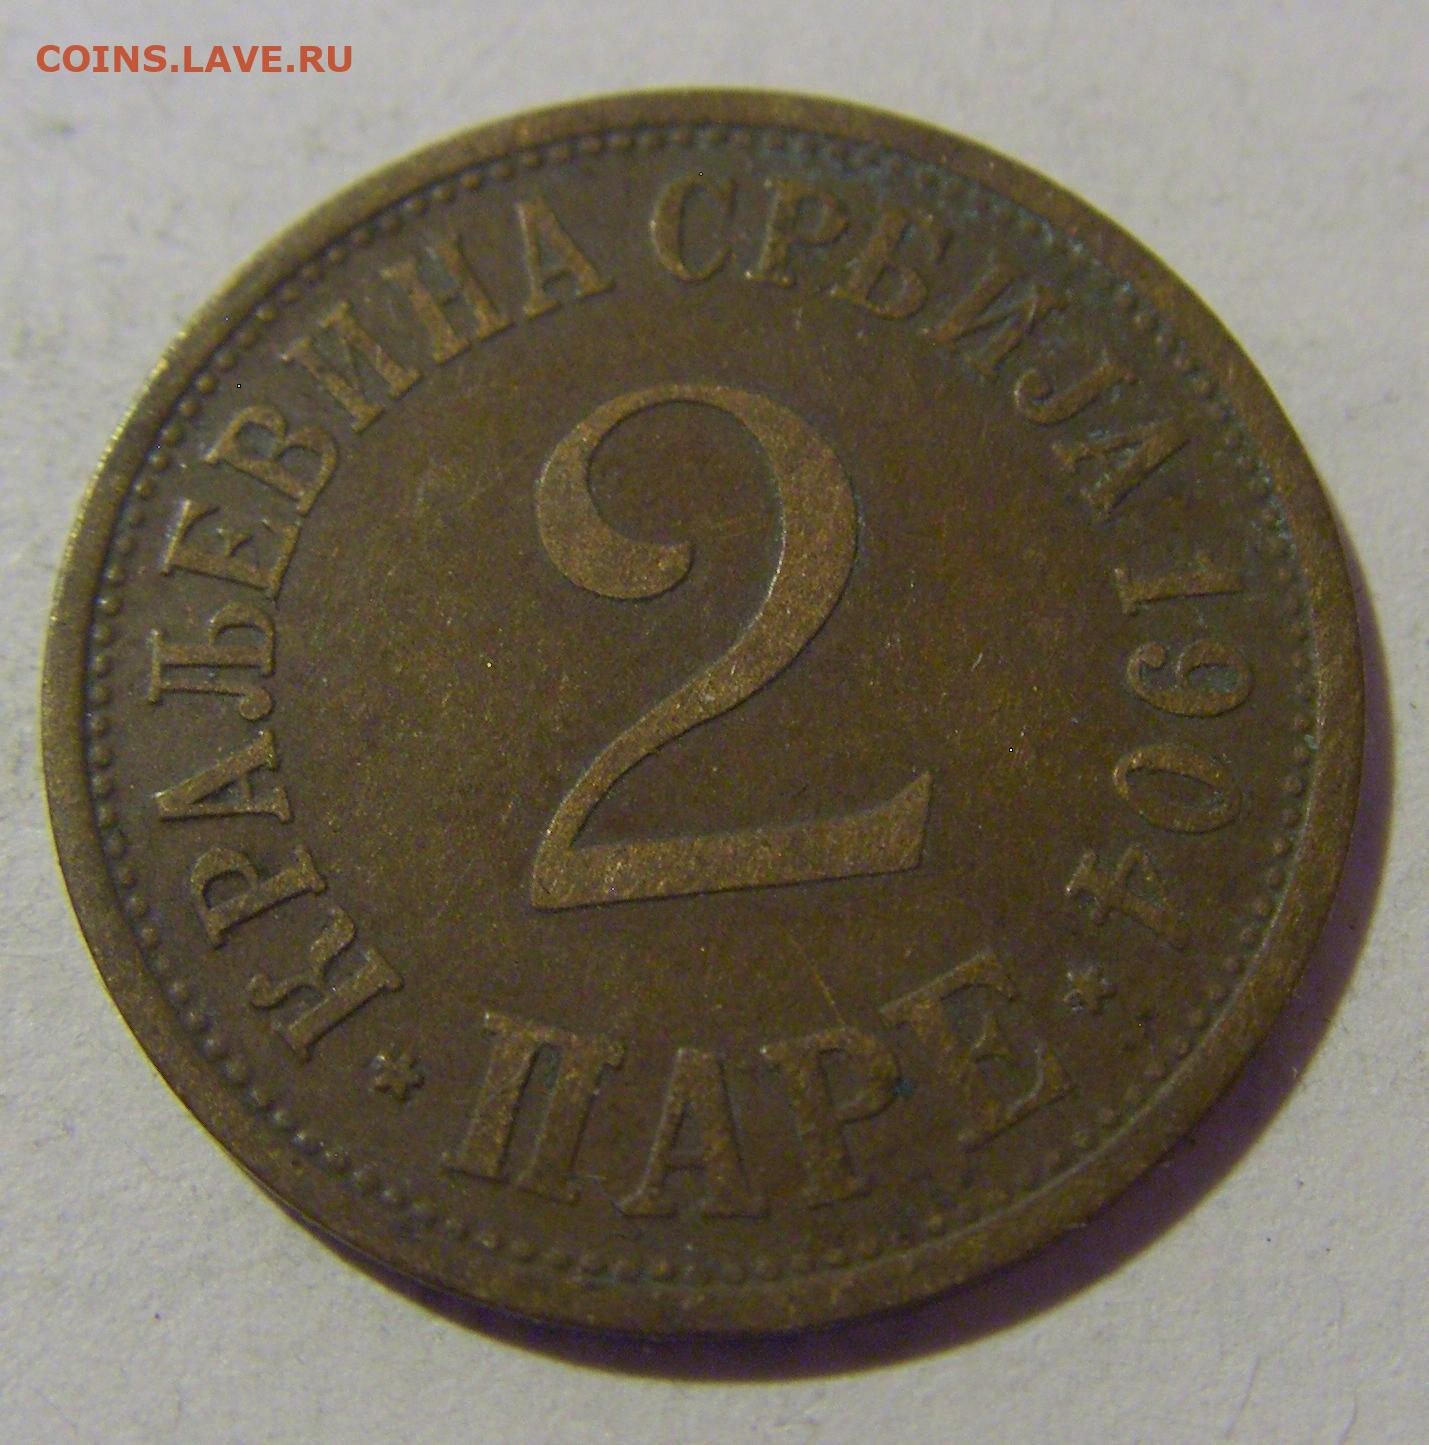 COINS.LAVE.RU
КРАЉЕВИНА СРБИЈА 1904
2
ПАРЕ